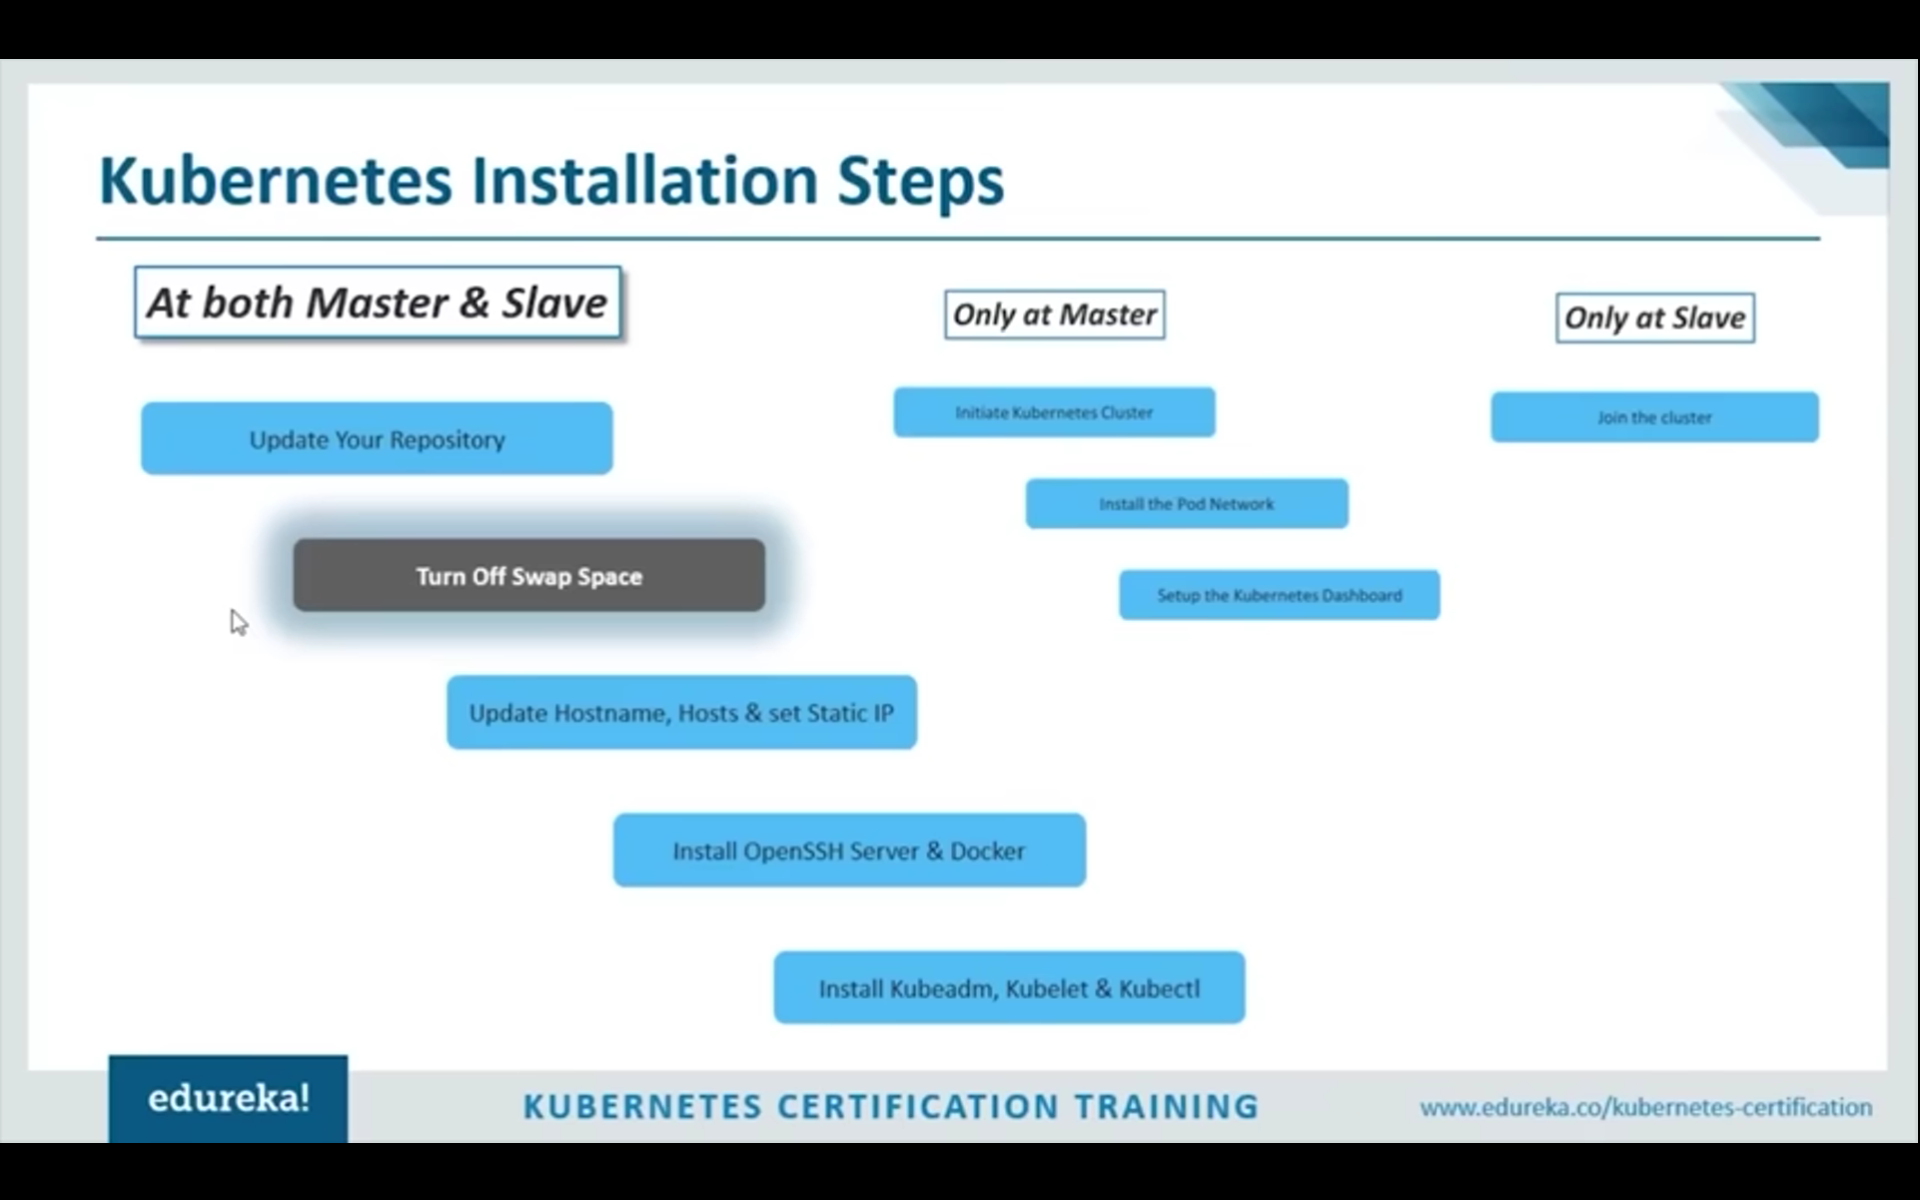 Kubernetes Installation Steps
At both Master & Slave
Update Your Repository
Turn Off Swap Space
Update Hostname, Hosts & set Static IP
Install OpenSSH Server & Docker
Install Kubeadm, Kubelet & Kubectl
Only at Master
Initiate Kubernetes Cluster
Install the Pod Network
Setup the Kubernetes Dashboard
Only at Slave
Join the cluster
edureka!
KUBERNETES CERTIFICATION TRAINING
www.edureka.co/kubernetes-certification